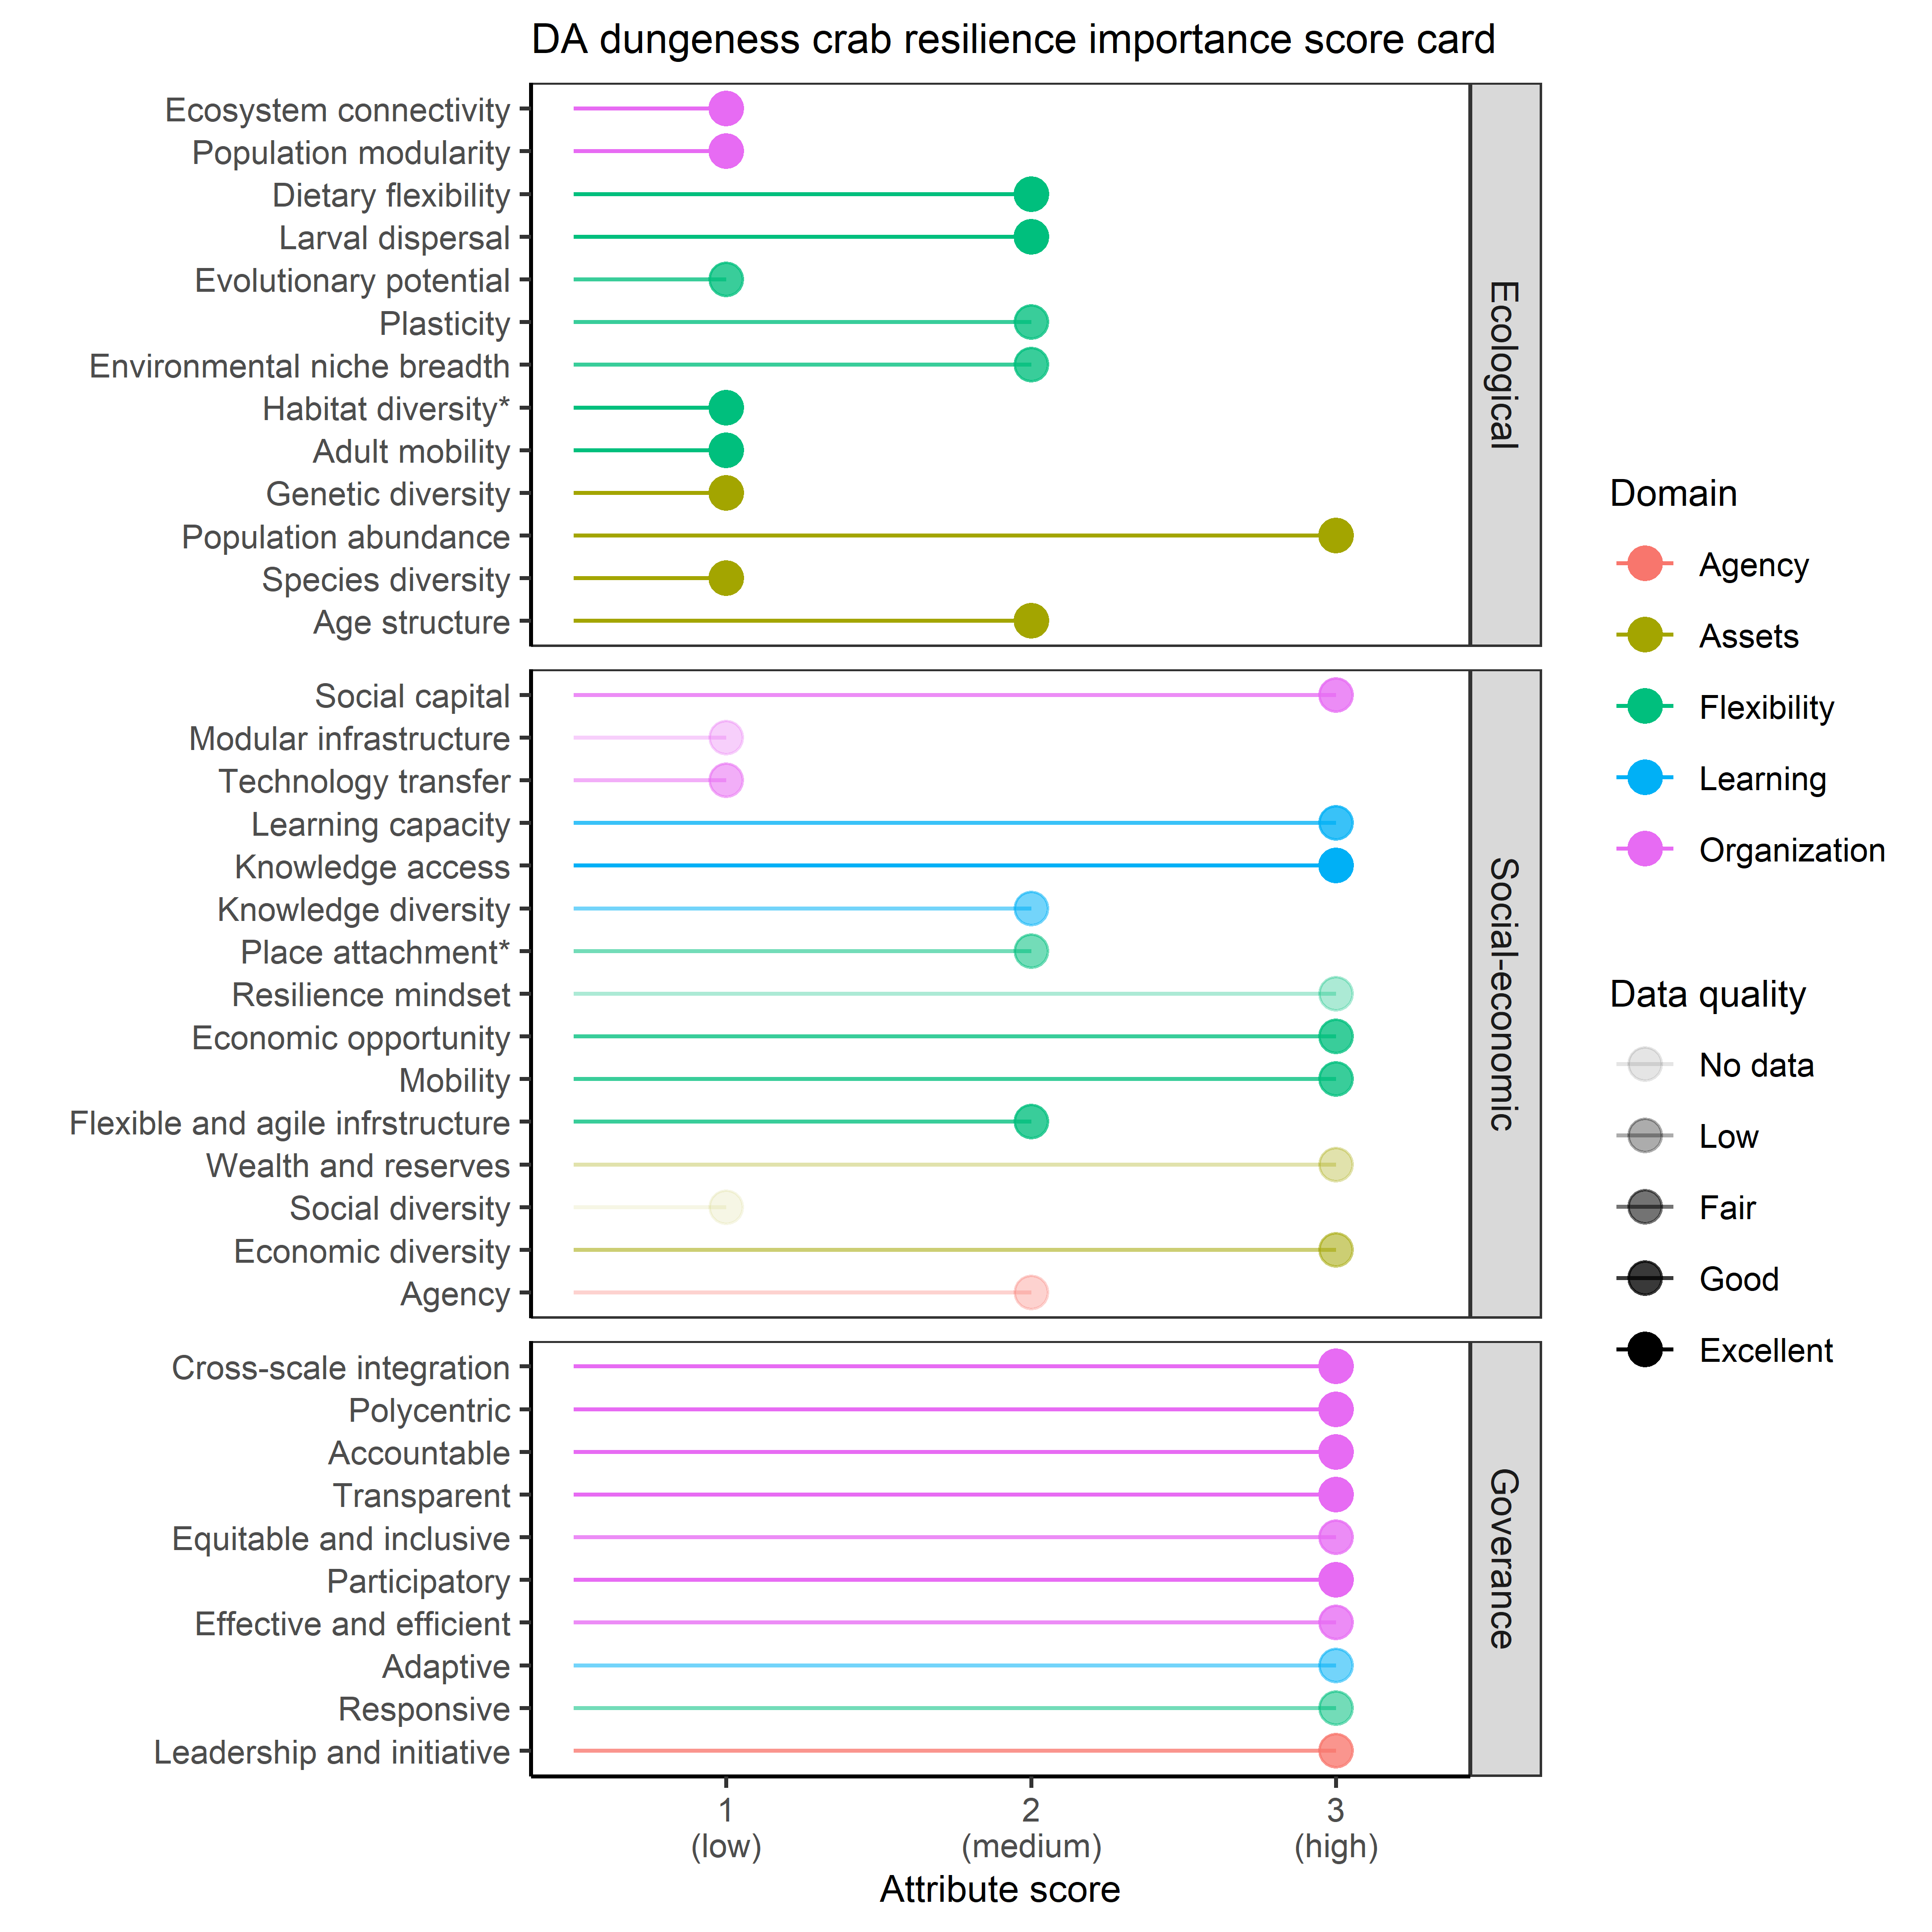 DA dungeness crab resilience importance score card
Ecosystem connectivity
Population modularity
Dietary flexibility
Larval dispersal
Evolutionary potential
Plasticity
Environmental niche breadth
Habitat diversity*
Adult mobility
Genetic diversity
Population abundance
Species diversity
Age structure
Ecological
Social capital
Modular infrastructure
Technology transfer
Learning capacity
Knowledge access
Knowledge diversity
Place attachment*
Resilience mindset
Economic opportunity
Mobility
Flexible and agile infrstructure
Wealth and reserves
Social diversity
Economic diversity
Agency
Social-economic
Cross-scale integration
Polycentric
Accountable
Transparent
Equitable and inclusive
Participatory
Effective and efficient
Adaptive
Responsive
Leadership and initiative
Goverance
1
(low)
2
(medium)
3
(high)
Attribute score
Domain
Agency
Assets
Flexibility
Learning
Organization
Data quality
No data
Low
Fair
Good
Excellent